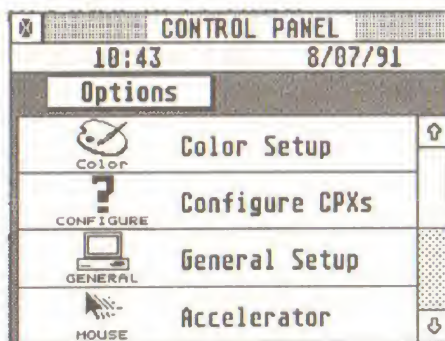 CONTROL PANEL
10:43 8/07/91
Options
Color
Color Setup
CONFIGURE
Configure CPXs
GENERAL
General Setup
MOUSE
Accelerator